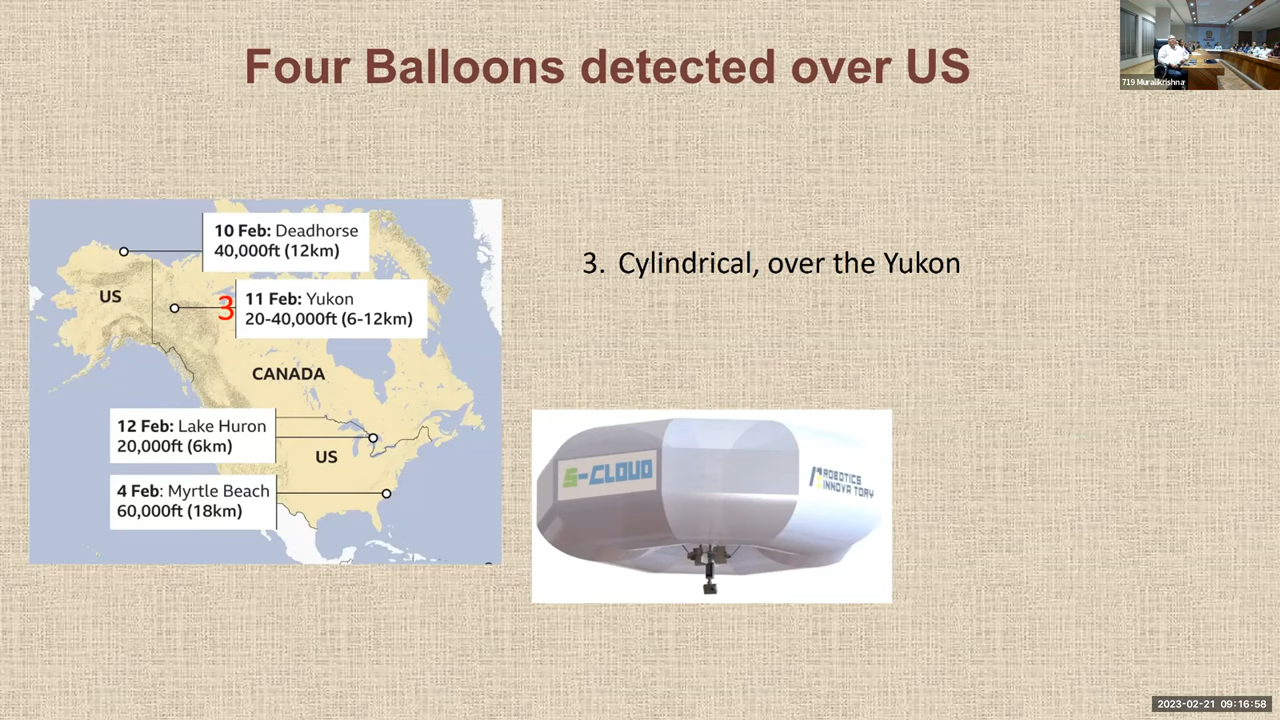 Four Balloons detected over US
719 Muralikrishna
10 Feb: Deadhorse
40,000ft (12km)
US
3
11 Feb: Yukon
20-40,000ft (6-12km)
CANADA
12 Feb: Lake Huron
20,000ft (6km)
US
4 Feb: Myrtle Beach
60,000ft (18km)
3. Cylindrical, over the Yukon
S-CLOUD
ROBOTICS
INNOVATORY
2023-02-21 09:16:58